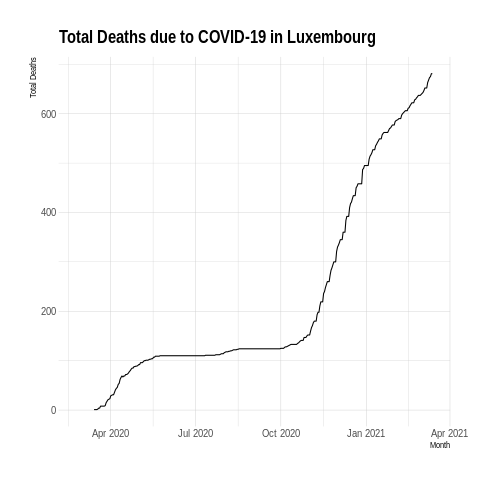 Total Deaths due to COVID-19 in Luxembourg
Total Deaths
600
400
200
0
Apr 2020 Jul 2020 Oct 2020 Jan 2021 Apr 2021
Month